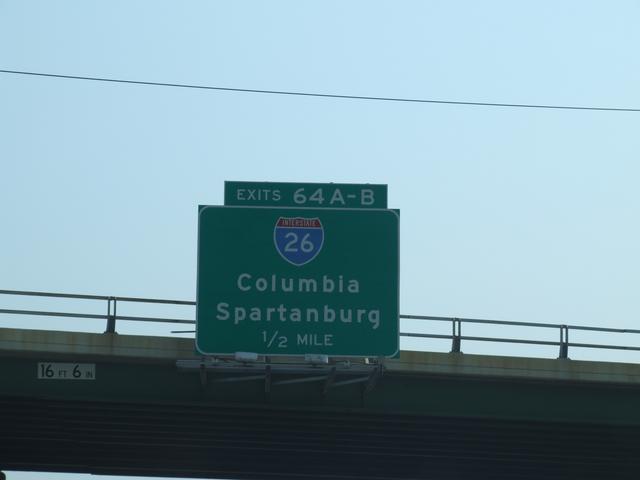 EXITS 64A-B
INTERSTATE
26
Columbia
Spartanburg
1/2 MILE
16 FT 6 IN